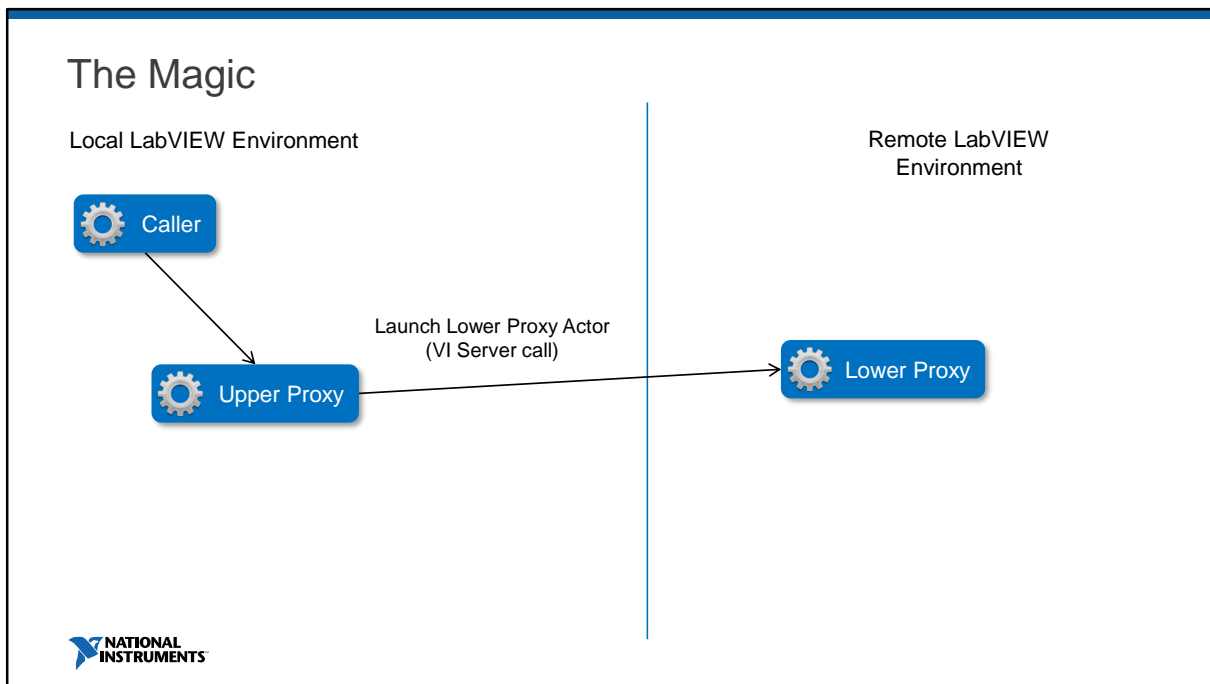 The Magic
Local LabVIEW Environment
Remote LabVIEW
Environment
Caller
Launch Lower Proxy Actor
(VI Server call)
Upper Proxy
Lower Proxy
NATIONAL
INSTRUMENTS